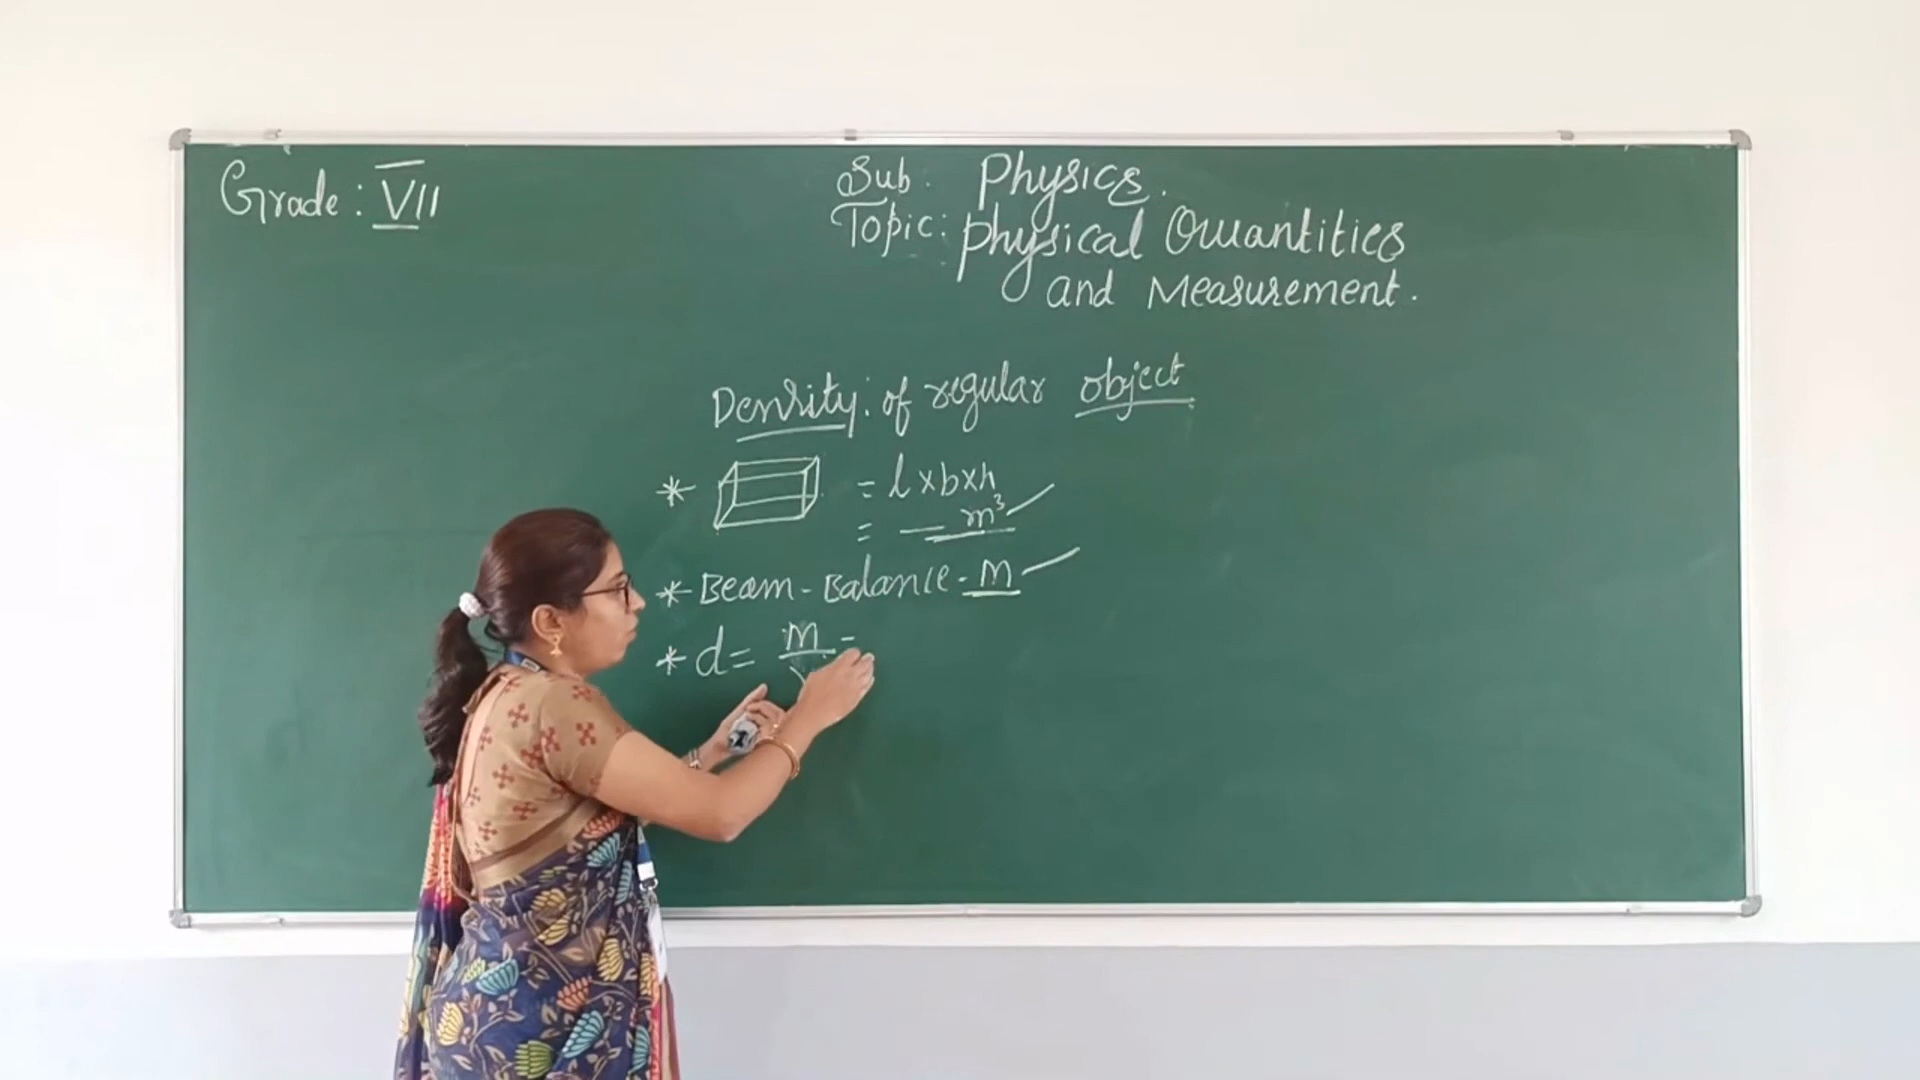 Grade: VII
Sub. Physics.
Topic: Physical Quantities
and Measurement.
Density: of regular object
* = l×b×h
= — m³
* Beam-Balance - M
* d = M =